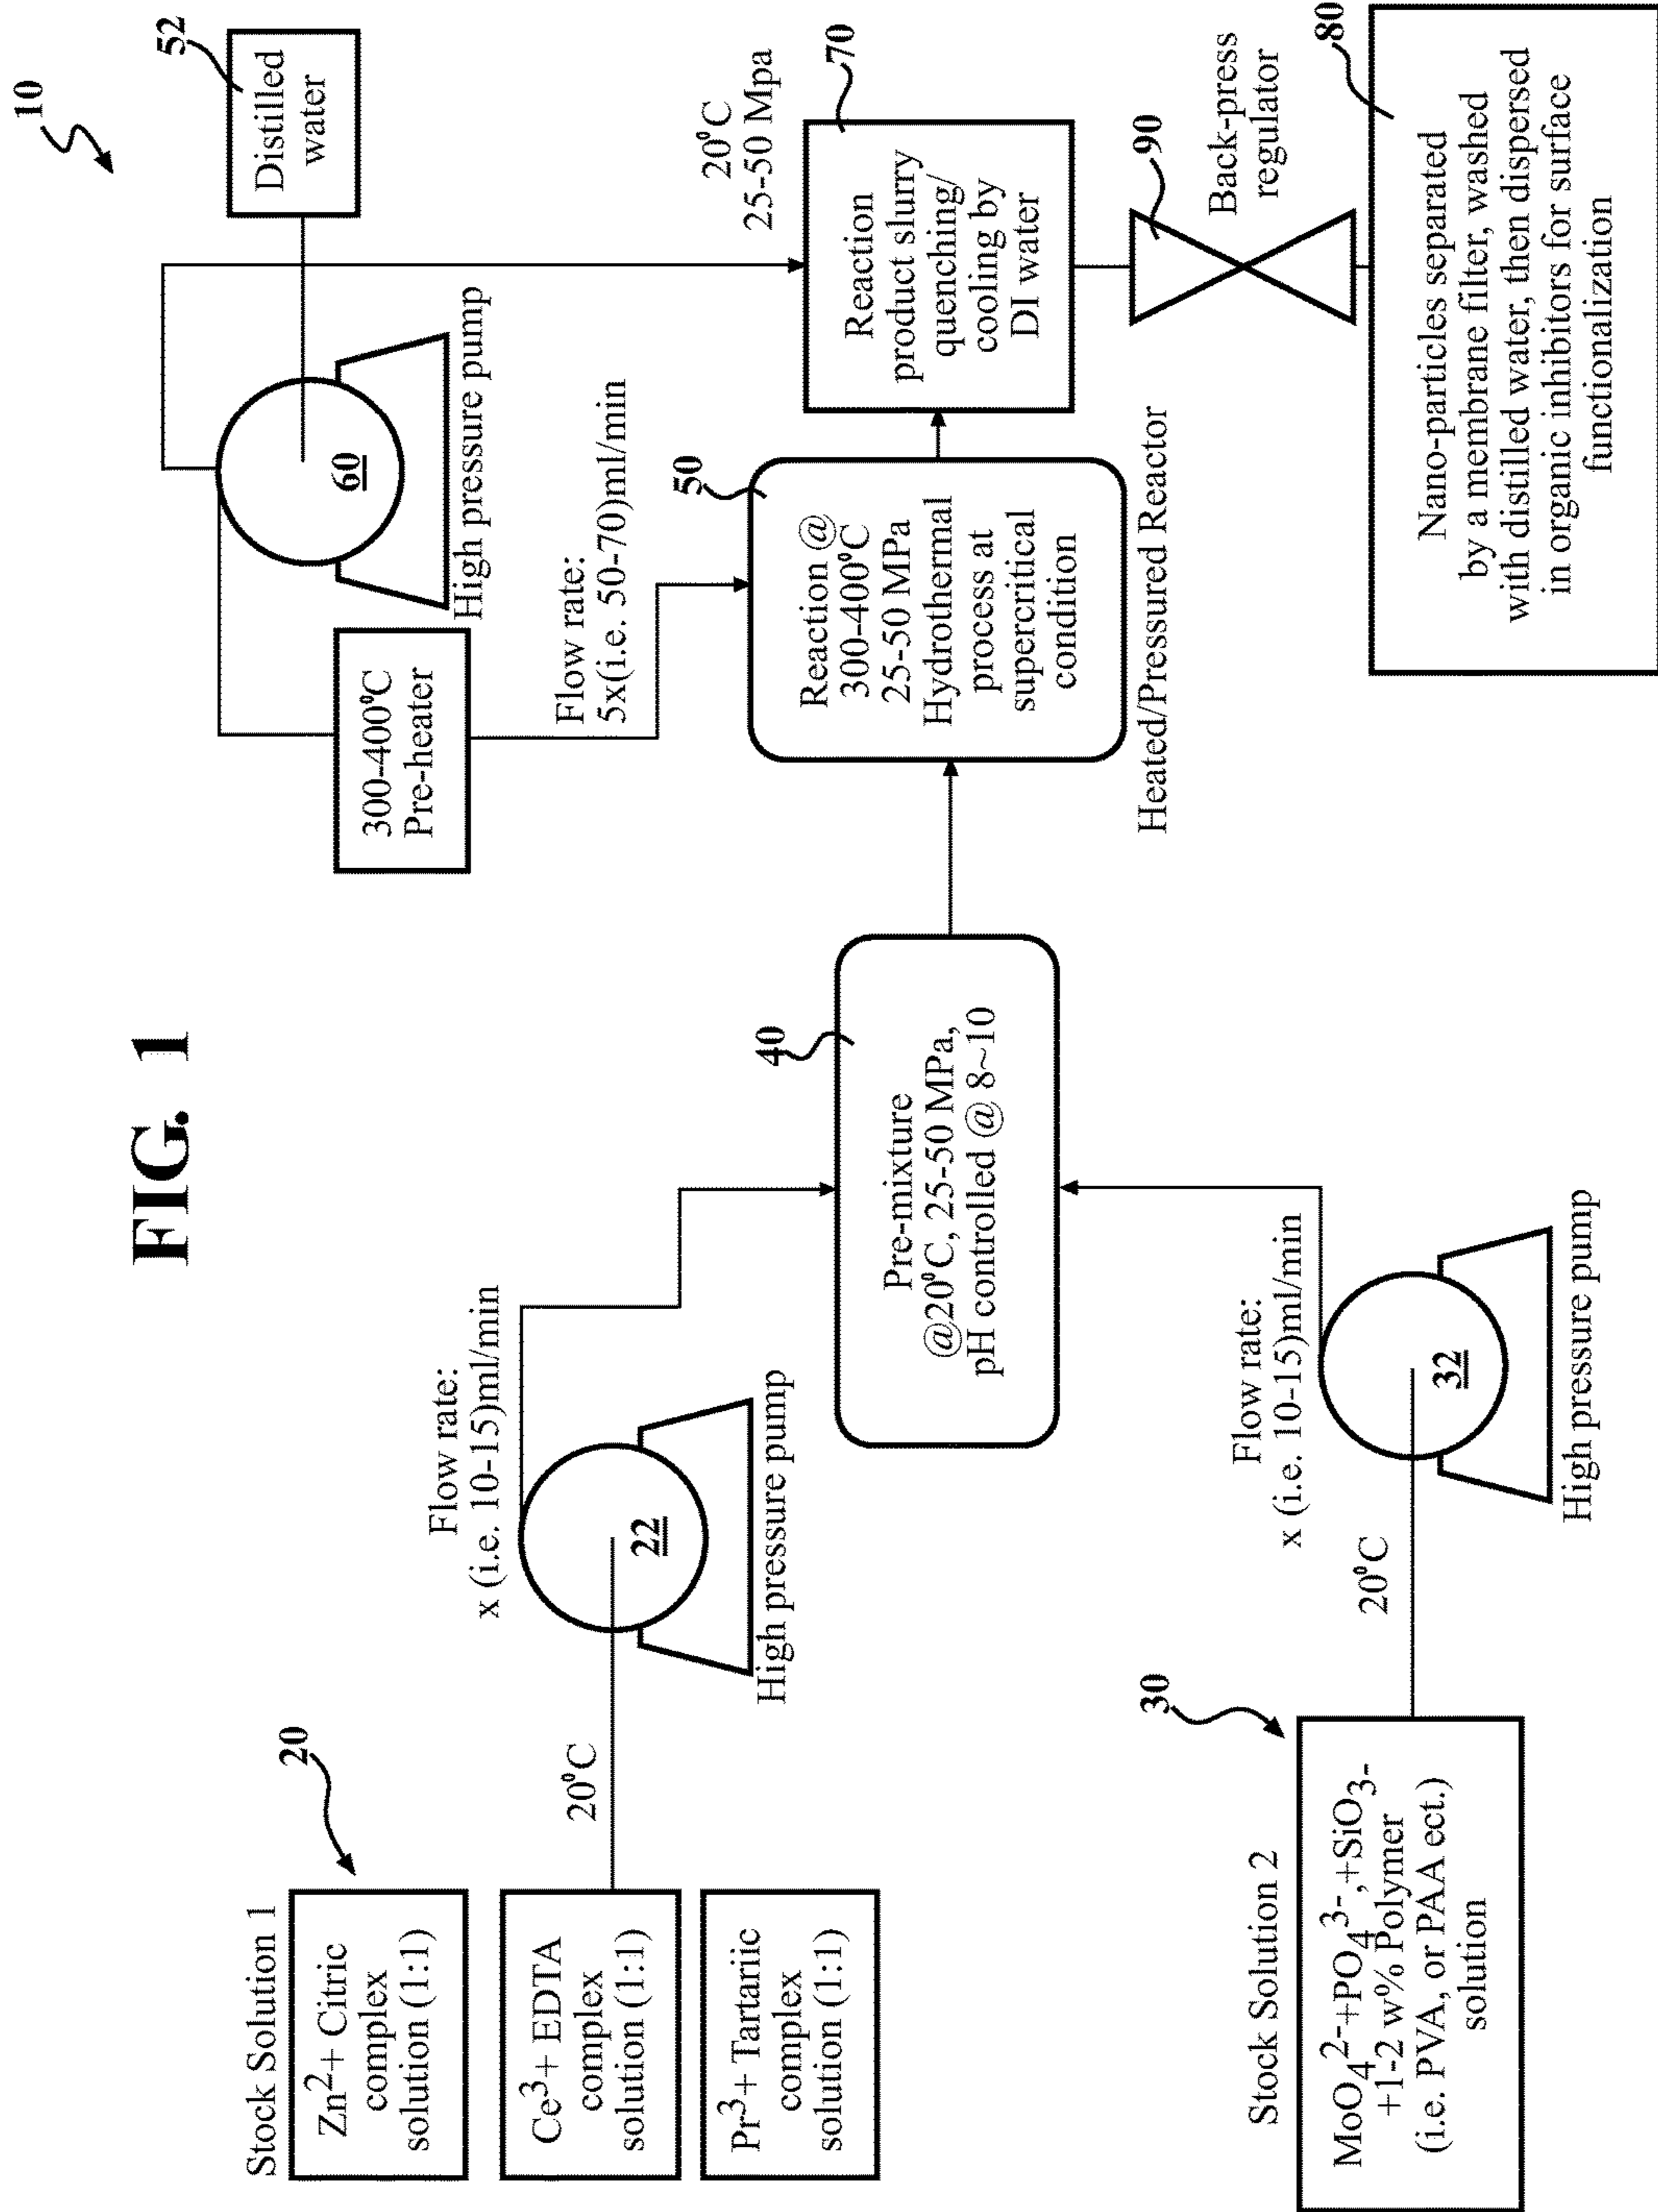 FIG. 1
10
Stock Solution 1
20
Zn2+ Citric
complex
solution (1:1)
Ce3+ EDTA
complex
solution (1:1)
Pr3+ Tartariic
complex
solution (1:1)
20⁰C
22
High pressure pump
Flow rate:
x (i.e. 10-15)ml/min
Stock Solution 2
30
MoO₄²⁻+PO₄³⁻,+SiO³⁻
+1-2 w% Polymer
(i.e. PVA, or PAA ect.)
solution
20⁰C
32
High pressure pump
Flow rate:
x (i.e. 10-15)ml/min
40
Pre-mixture
@20⁰C, 25-50 MPa,
pH controlled @ 8~10
300-400⁰C
Pre-heater
60
High pressure pump
52
Distilled
water
Flow rate:
5x(i.e. 50-70)ml/min
50
Reaction @
300-400⁰C
25-50 MPa
Hydrothermal
process at
supercritical
condition
Heated/Pressured Reactor
20⁰C
25-50 Mpa
70
Reaction
product slurry
quenching/
cooling by
DI water
90
Back-press
regulator
80
Nano-particles separated
by a membrane filter, washed
with distilled water, then dispersed
in organic inhibitors for surface
functionalization